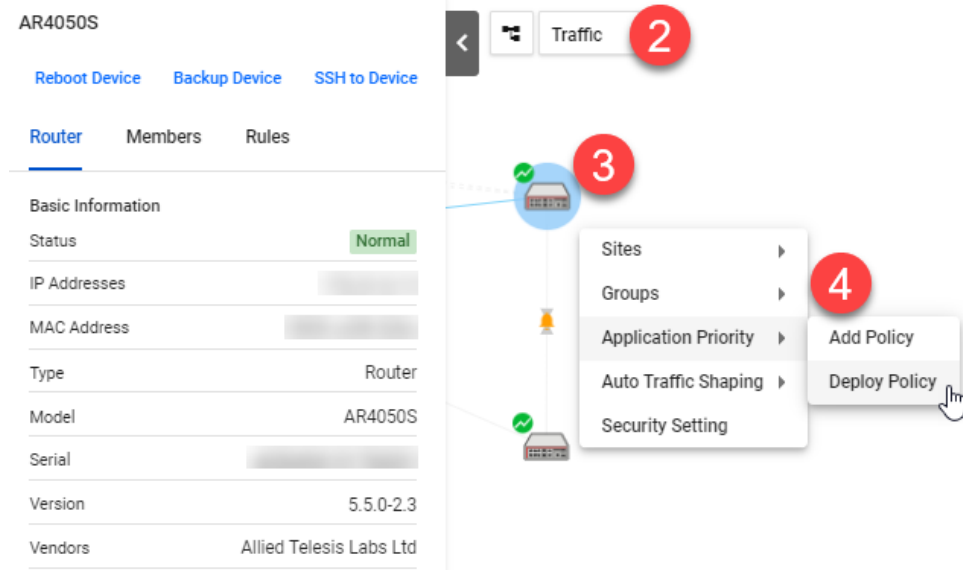 AR4050S
Reboot Device Backup Device SSH to Device
Router Members Rules
Basic Information
Status Normal
IP Addresses
MAC Address
Type Router
Model AR4050S
Serial
Version 5.5.0-2.3
Vendors Allied Telesis Labs Ltd
Traffic 2
3
Sites
Groups
4
Application Priority
Auto Traffic Shaping
Security Setting
Add Policy
Deploy Policy